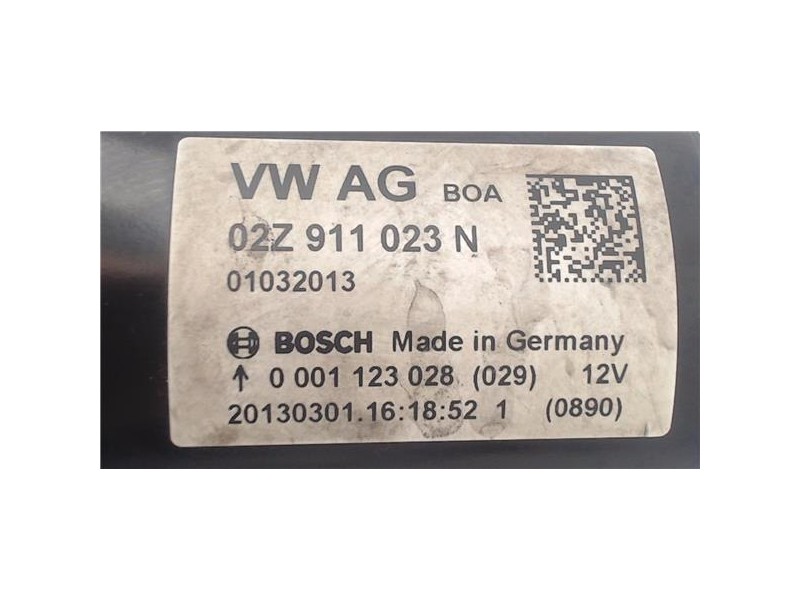 VW AG BOA
02Z 911 023 N
01032013
BOSCH Made in Germany
↑ 0 001 123 028 (029) 12V
20130301.16:18:52 1 (0890)